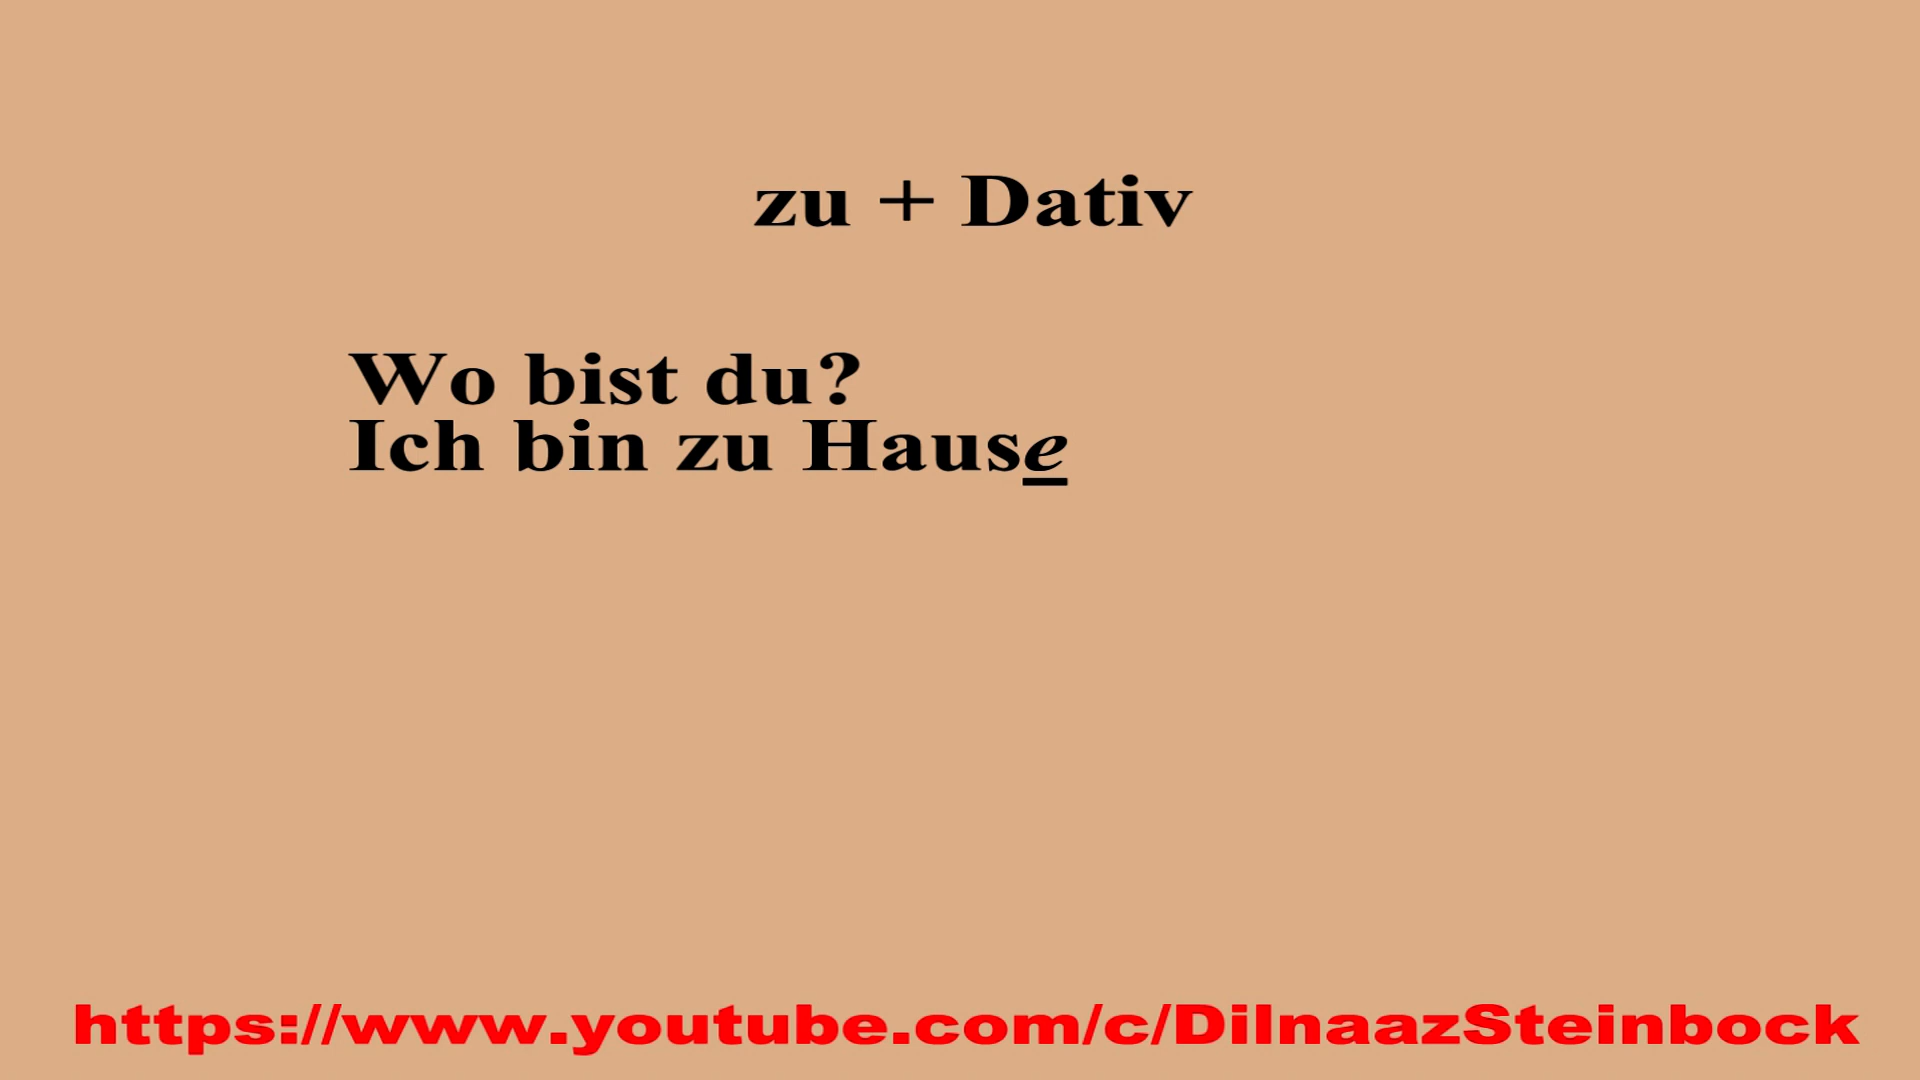 zu + Dativ
Wo bist du?
Ich bin zu Hause
https://www.youtube.com/c/DilnaazSteinbock